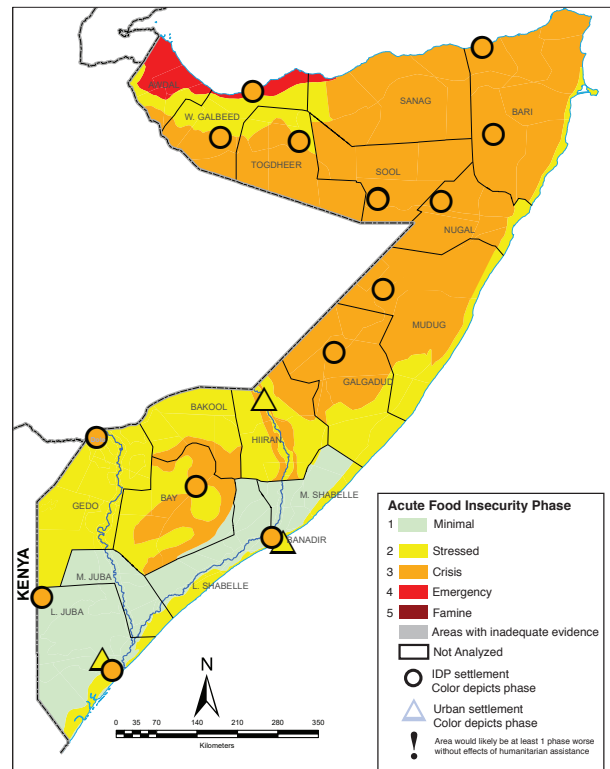 AWDAL
W. GALBEED
TOGDHEER
SANAG
BARI
SOOL
NUGAL
MUDUG
GALGADUD
BAKOOL
HIIRAN
GEDO
BAY
M. SHABELLE
BANADIR
M. JUBA
L. SHABELLE
L. JUBA
KENYA
N
0 35 70 140 210 280 350
Kilometers
Acute Food Insecurity Phase
1 Minimal
2 Stressed
3 Crisis
4 Emergency
5 Famine
Areas with inadequate evidence
Not Analyzed
IDP settlement
Color depicts phase
Urban settlement
Color depicts phase
! Area would likely be at least 1 phase worse
without effects of humanitarian assistance